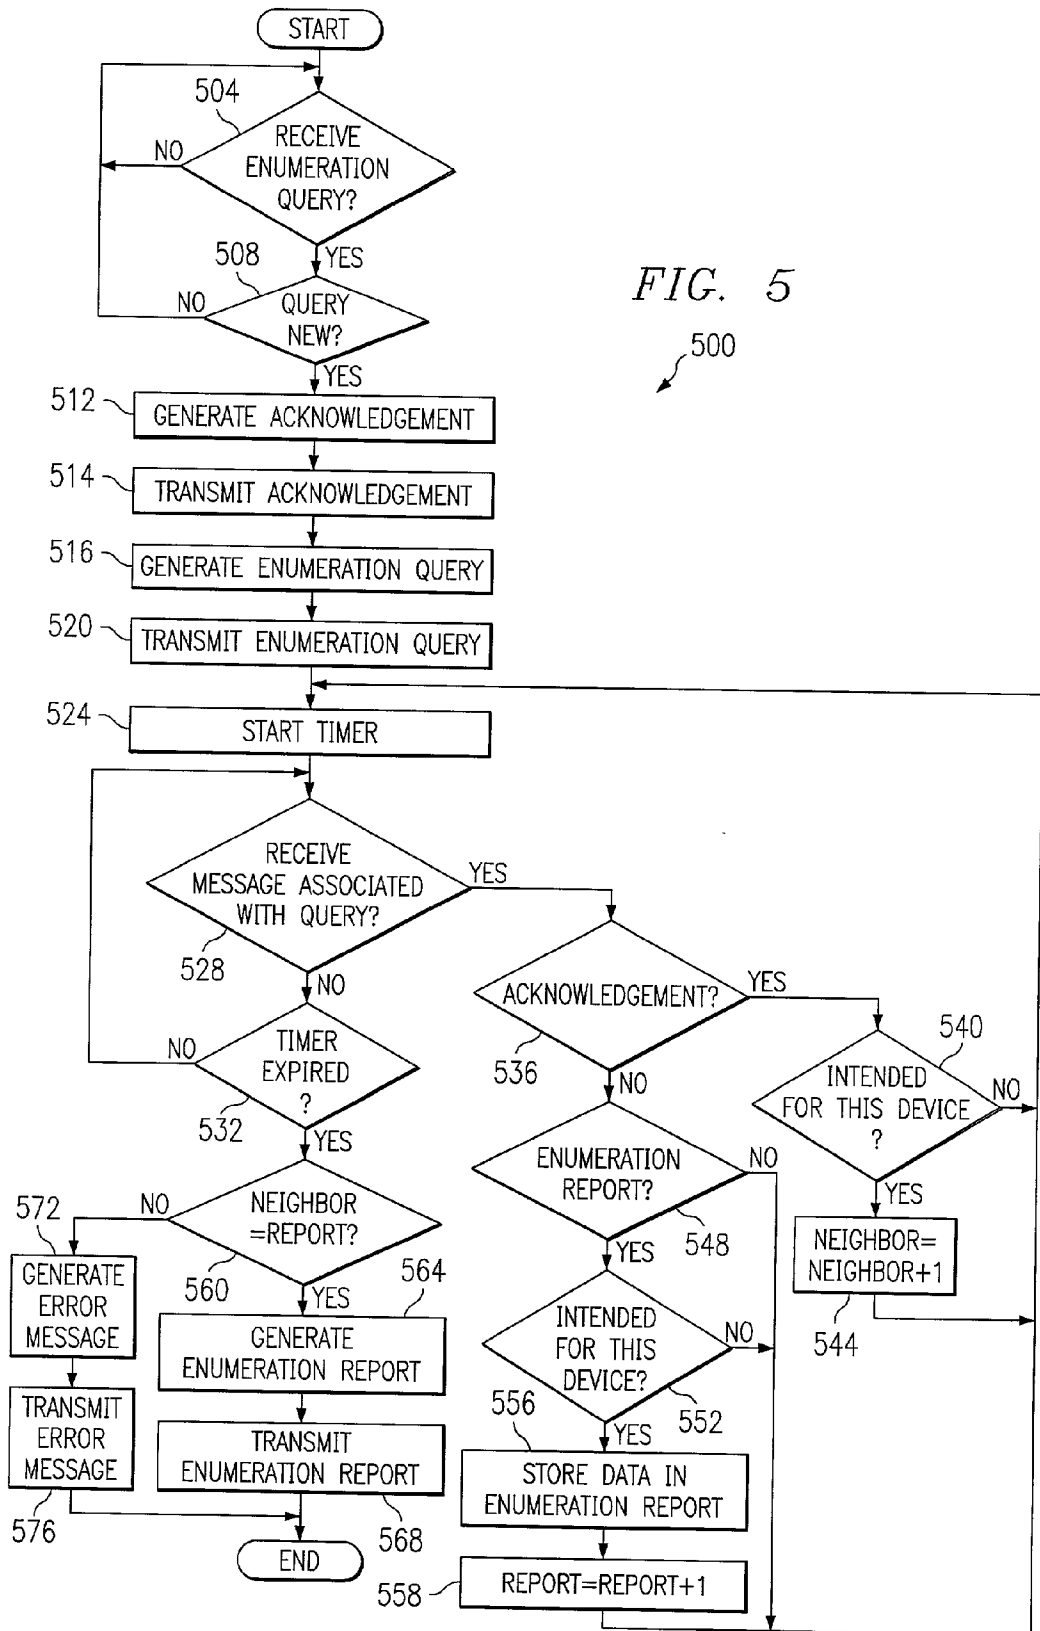 START
504
RECEIVE
ENUMERATION
QUERY?
NO
YES
508
QUERY
NEW?
NO
YES
FIG. 5
500
512
GENERATE ACKNOWLEDGEMENT
514
TRANSMIT ACKNOWLEDGEMENT
516
GENERATE ENUMERATION QUERY
520
TRANSMIT ENUMERATION QUERY
524
START TIMER
RECEIVE
MESSAGE ASSOCIATED
WITH QUERY?
528
YES
NO
TIMER
EXPIRED
?
532
NO
YES
ACKNOWLEDGEMENT?
536
YES
NO
540
INTENDED
FOR THIS DEVICE
?
NO
YES
NEIGHBOR=
NEIGHBOR+1
544
ENUMERATION
REPORT?
548
NO
YES
INTENDED
FOR THIS
DEVICE?
552
NO
YES
556
STORE DATA IN
ENUMERATION REPORT
558
REPORT=REPORT+1
NEIGHBOR
=REPORT?
560
NO
YES
572
GENERATE
ERROR
MESSAGE
TRANSMIT
ERROR
MESSAGE
576
564
GENERATE
ENUMERATION REPORT
TRANSMIT
ENUMERATION REPORT
568
END